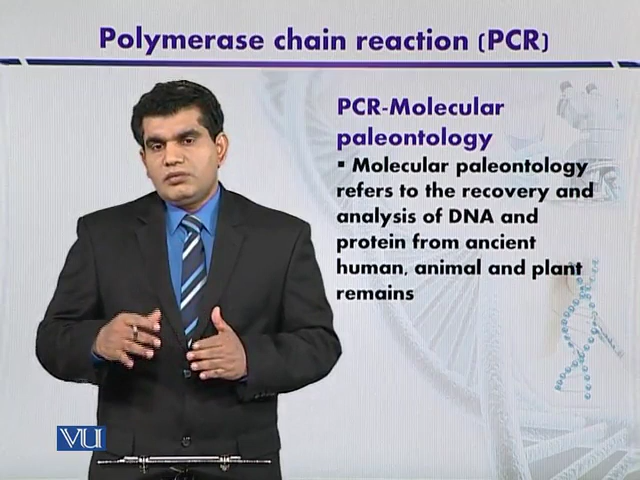 Polymerase chain reaction (PCR)
PCR-Molecular
paleontology
▪ Molecular paleontology
refers to the recovery and
analysis of DNA and
protein from ancient
human, animal and plant
remains
VU